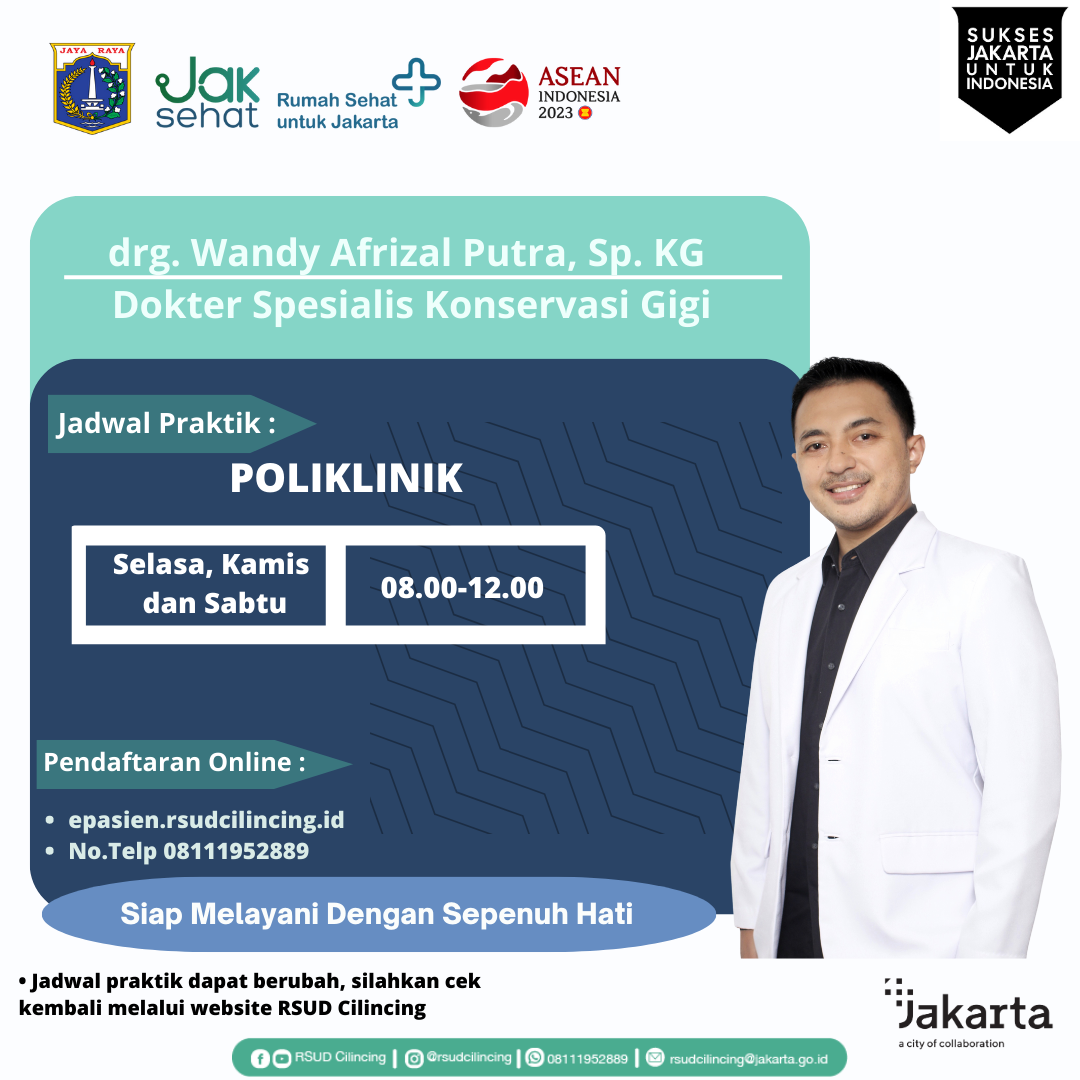 JAYA RAYA
Jak
sehat
Rumah Sehat
untuk Jakarta
ASEAN
INDONESIA
2023
SUKSES
JAKARTA
UNTUK
INDONESIA
drg. Wandy Afrizal Putra, Sp. KG
Dokter Spesialis Konservasi Gigi
Jadwal Praktik :
POLIKLINIK
Selasa, Kamis
dan Sabtu
08.00-12.00
Pendaftaran Online :
• epasien.rsudcilincing.id
• No.Telp 08111952889
Siap Melayani Dengan Sepenuh Hati
• Jadwal praktik dapat berubah, silahkan cek
kembali melalui website RSUD Cilincing
Jakarta
a city of collaboration
RSUD Cilincing | @rsudcilincing | 08111952889 | rsudcilincing@jakarta.go.id